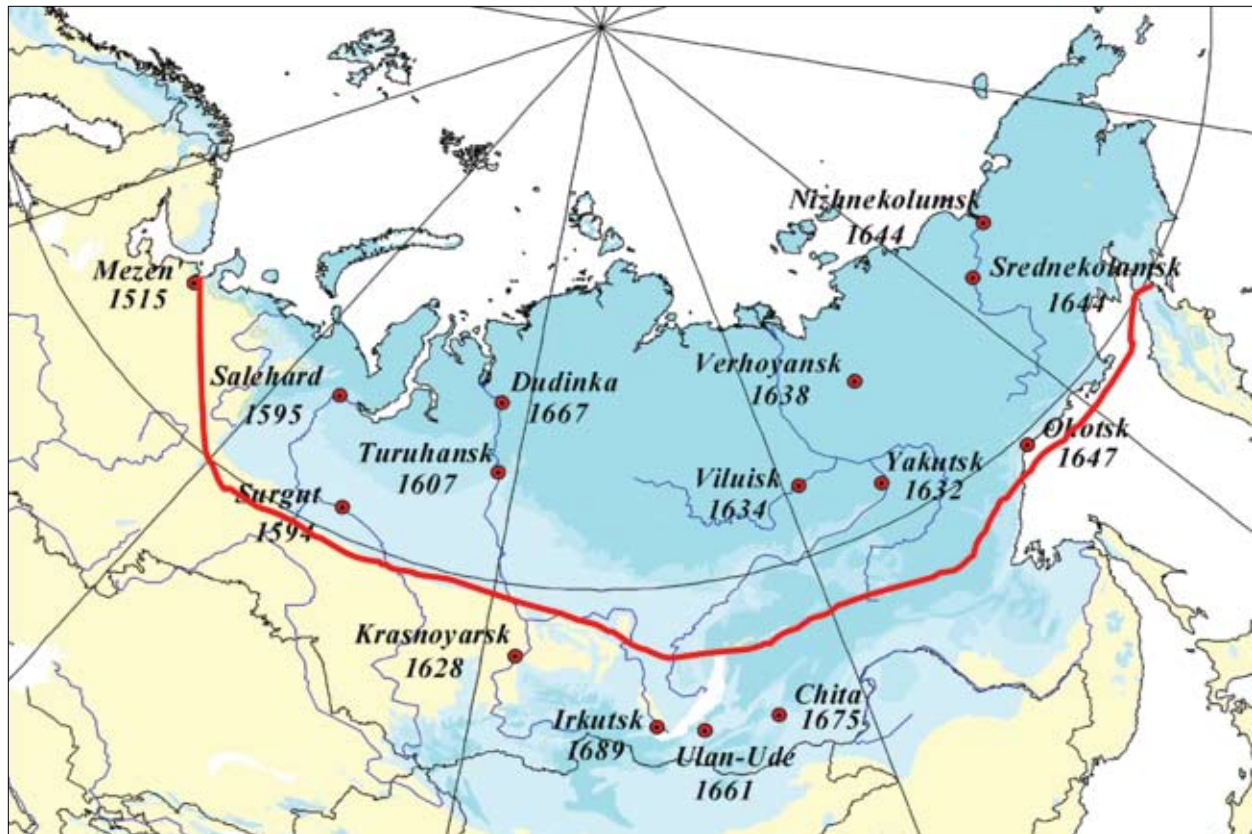 Nizhnekolumsk
1644
Mezen'
1515
Srednekolumsk
1644
Salehard
1595
Dudinka
1667
Verhoyansk
1638
Turuhansk
1607
Okotsk
1647
Viluisk
1634
Yakutsk
1632
Surgut
1594
Krasnoyarsk
1628
Chita
1675
Irkutsk
1689
Ulan-Ude
1661